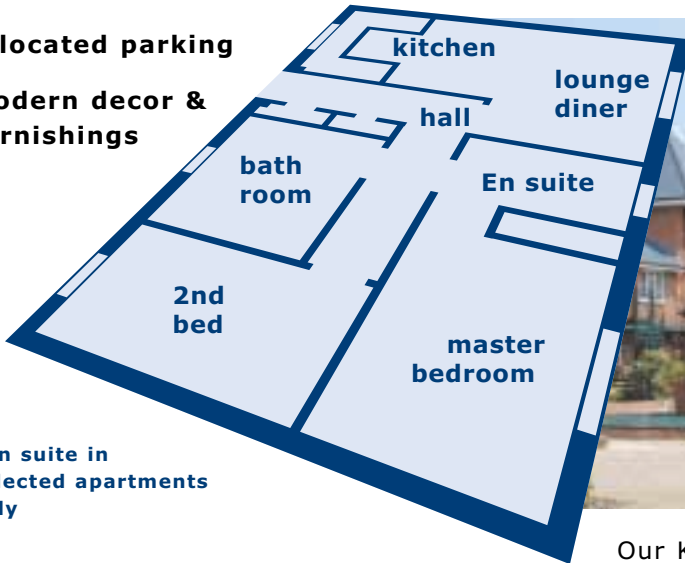 located parking
odern decor &
rnishings
kitchen
lounge
diner
hall
bath
room
En suite
2nd
bed
master
bedroom
n suite in
lected apartments
ly
Our K